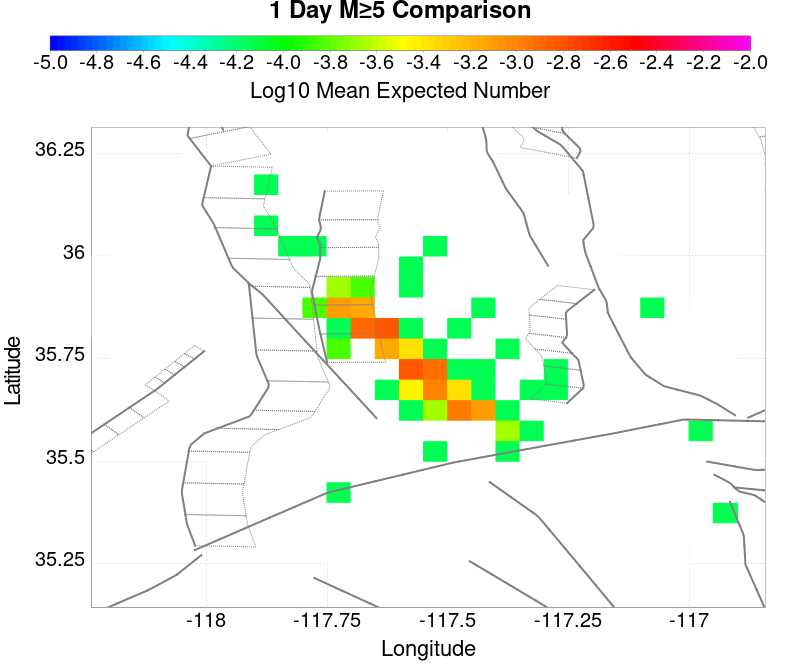 1 Day M≥5 Comparison
-5.0 -4.8 -4.6 -4.4 -4.2 -4.0 -3.8 -3.6 -3.4 -3.2 -3.0 -2.8 -2.6 -2.4 -2.2 -2.0
Log10 Mean Expected Number
36.25
36
35.75
35.5
35.25
Latitude
-118 -117.75 -117.5 -117.25 -117
Longitude